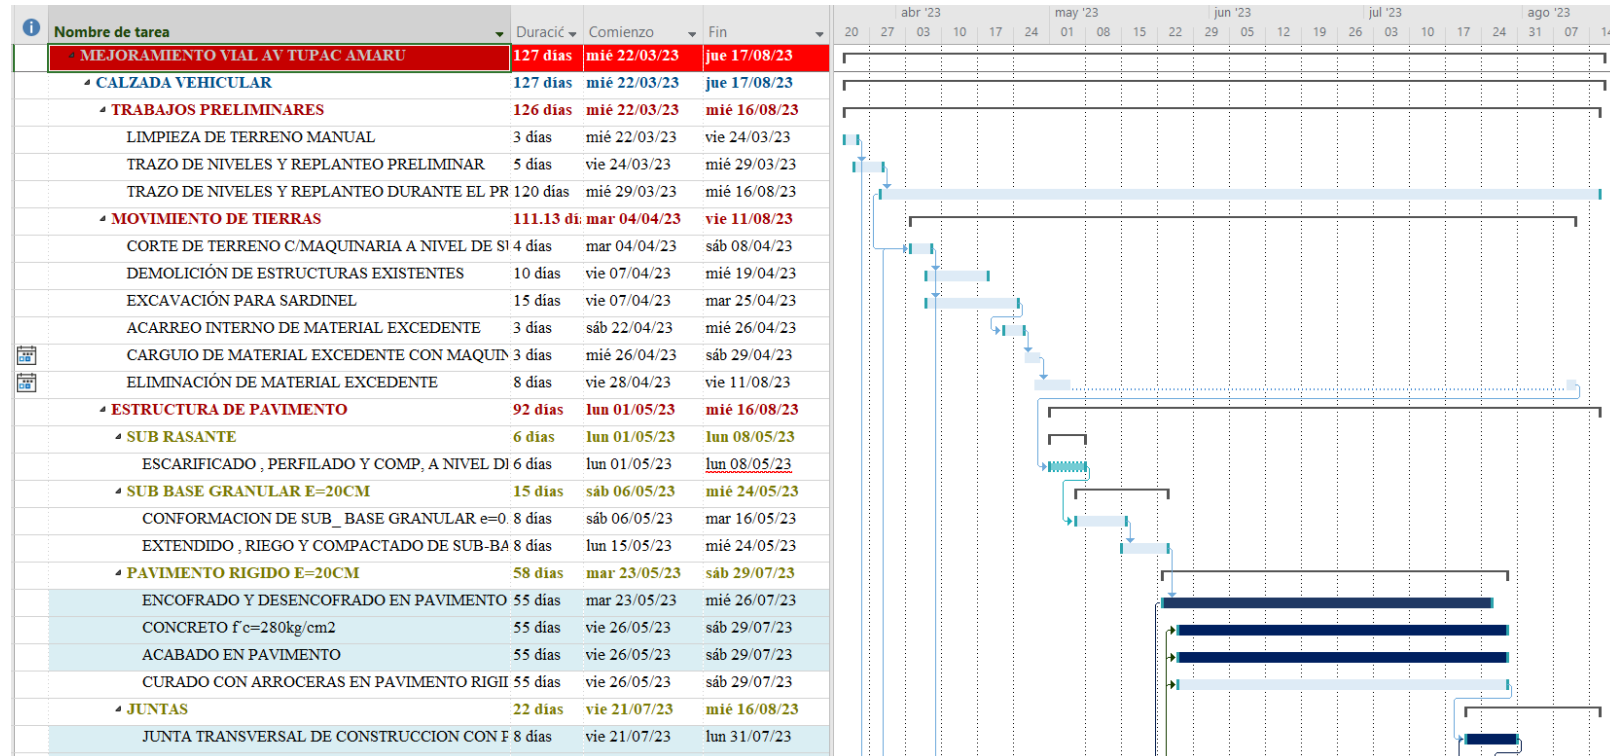 abr '23 may '23 jun '23 jul '23 ago '23
Nombre de tarea Duració Comienzo Fin 20 27 03 10 17 24 01 08 15 22 29 05 12 19 26 03 10 17 24 31 07 14
MEJORAMIENTO VIAL AV TUPAC AMARU 127 días mié 22/03/23 jue 17/08/23
CALZADA VEHICULAR 127 días mié 22/03/23 jue 17/08/23
TRABAJOS PRELIMINARES 126 días mié 22/03/23 mié 16/08/23
LIMPIEZA DE TERRENO MANUAL 3 días mié 22/03/23 vie 24/03/23
TRAZO DE NIVELES Y REPLANTEO PRELIMINAR 5 días vie 24/03/23 mié 29/03/23
TRAZO DE NIVELES Y REPLANTEO DURANTE EL PR 120 días mié 29/03/23 mié 16/08/23
MOVIMIENTO DE TIERRAS 111.13 dí mar 04/04/23 vie 11/08/23
CORTE DE TERRENO C/MAQUINARIA A NIVEL DE SU 4 días mar 04/04/23 sáb 08/04/23
DEMOLICIÓN DE ESTRUCTURAS EXISTENTES 10 días vie 07/04/23 mié 19/04/23
EXCAVACIÓN PARA SARDINEL 15 días vie 07/04/23 mar 25/04/23
ACARREO INTERNO DE MATERIAL EXCEDENTE 3 días sáb 22/04/23 mié 26/04/23
CARGUIO DE MATERIAL EXCEDENTE CON MAQUIN 3 días mié 26/04/23 sáb 29/04/23
ELIMINACIÓN DE MATERIAL EXCEDENTE 8 días vie 28/04/23 vie 11/08/23
ESTRUCTURA DE PAVIMENTO 92 días lun 01/05/23 mié 16/08/23
SUB RASANTE 6 días lun 01/05/23 lun 08/05/23
ESCARIFICADO , PERFILADO Y COMP, A NIVEL DE 6 días lun 01/05/23 lun 08/05/23
SUB BASE GRANULAR E=20CM 15 días sáb 06/05/23 mié 24/05/23
CONFORMACION DE SUB_ BASE GRANULAR e=0. 8 días sáb 06/05/23 mar 16/05/23
EXTENDIDO , RIEGO Y COMPACTADO DE SUB-BA 8 días lun 15/05/23 mié 24/05/23
PAVIMENTO RIGIDO E=20CM 58 días mar 23/05/23 sáb 29/07/23
ENCOFRADO Y DESENCOFRADO EN PAVIMENTO 55 días mar 23/05/23 mié 26/07/23
CONCRETO f´c=280kg/cm2 55 días vie 26/05/23 sáb 29/07/23
ACABADO EN PAVIMENTO 55 días vie 26/05/23 sáb 29/07/23
CURADO CON ARROCERAS EN PAVIMENTO RIGII 55 días vie 26/05/23 sáb 29/07/23
JUNTAS 22 días vie 21/07/23 mié 16/08/23
JUNTA TRANSVERSAL DE CONSTRUCCION CON P 8 días vie 21/07/23 lun 31/07/23